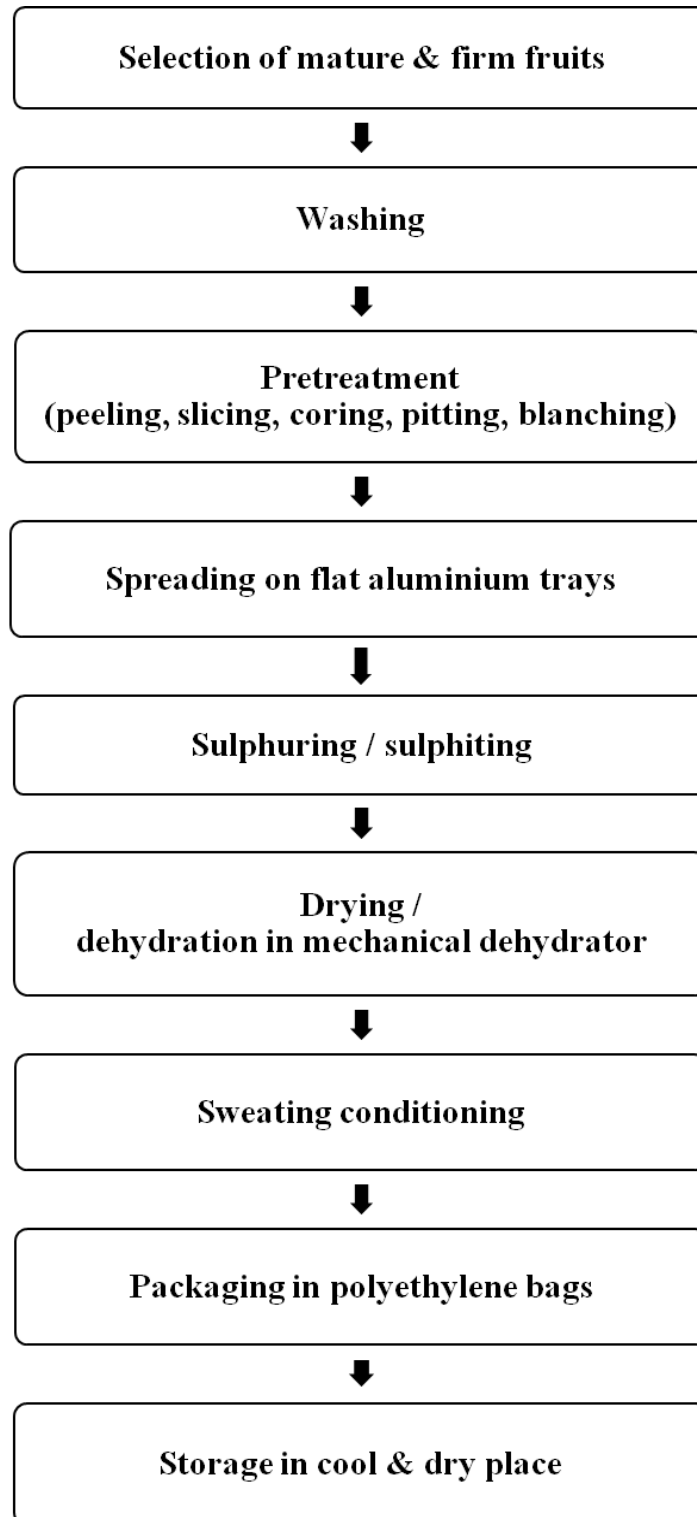 Selection of mature & firm fruits
Washing
Pretreatment
(peeling, slicing, coring, pitting, blanching)
Spreading on flat aluminium trays
Sulphuring / sulphiting
Drying /
dehydration in mechanical dehydrator
Sweating conditioning
Packaging in polyethylene bags
Storage in cool & dry place